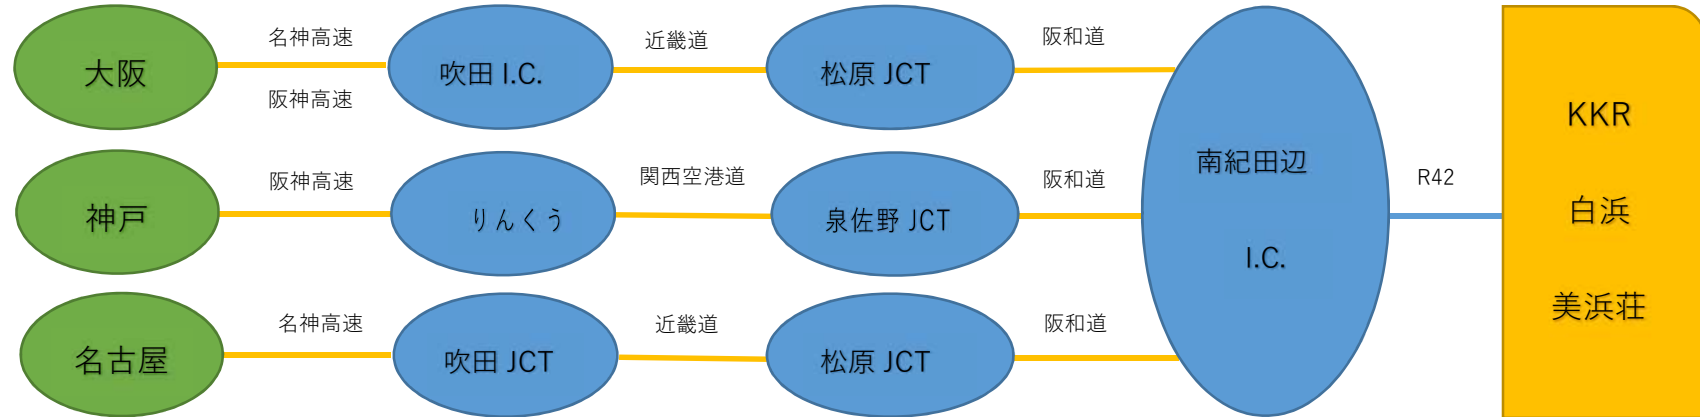 大阪
名神高速
阪神高速
吹田 I.C.
近畿道
松原 JCT
阪和道
神戸
阪神高速
りんくう
関西空港道
泉佐野 JCT
阪和道
名古屋
名神高速
吹田 JCT
近畿道
松原 JCT
阪和道
南紀田辺
I.C.
R42
KKR
白浜
美浜荘